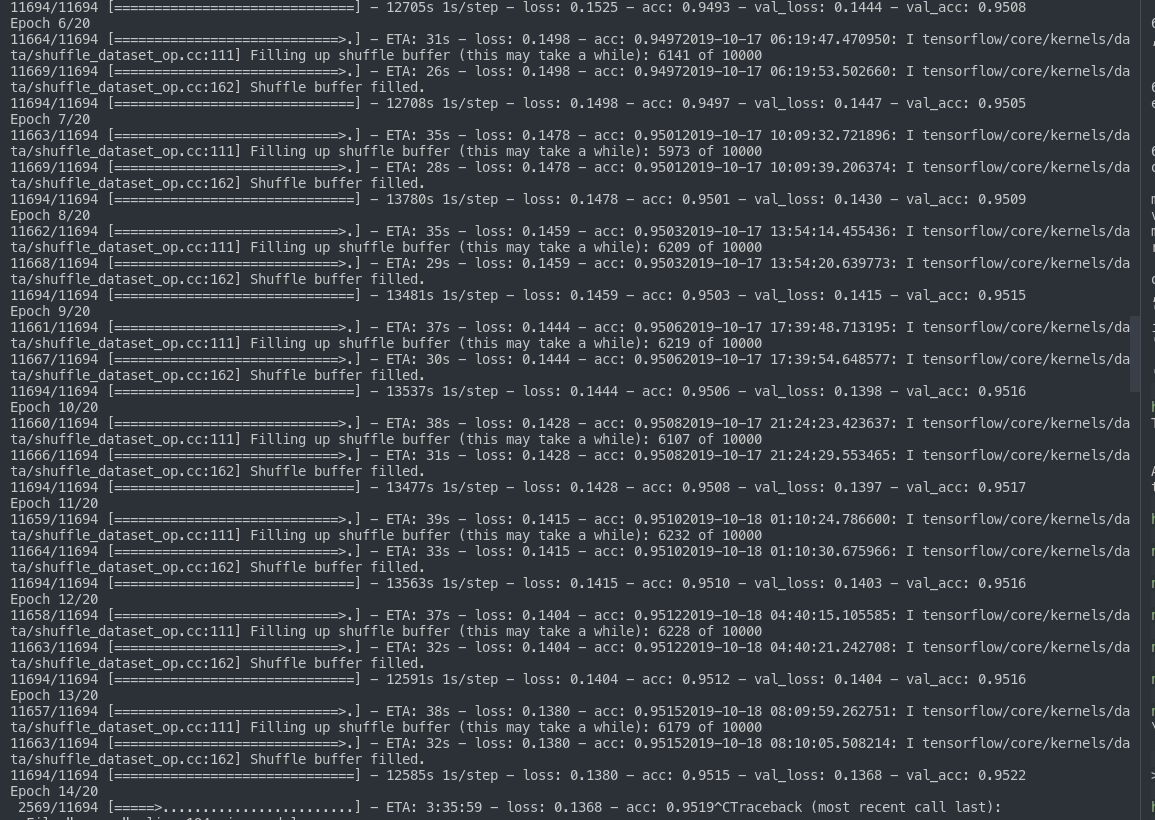 11694/11694 [==============================] - 12705s 1s/step - loss: 0.1525 - acc: 0.9493 - val_loss: 0.1444 - val_acc: 0.9508
Epoch 6/20
11664/11694 [============================>.] - ETA: 31s - loss: 0.1498 - acc: 0.94972019-10-17 06:19:47.470950: I tensorflow/core/kernels/da
ta/shuffle_dataset_op.cc:111] Filling up shuffle buffer (this may take a while): 6141 of 10000
11669/11694 [============================>.] - ETA: 26s - loss: 0.1498 - acc: 0.94972019-10-17 06:19:53.502660: I tensorflow/core/kernels/da
ta/shuffle_dataset_op.cc:162] Shuffle buffer filled.
11694/11694 [==============================] - 12708s 1s/step - loss: 0.1498 - acc: 0.9497 - val_loss: 0.1447 - val_acc: 0.9505
Epoch 7/20
11663/11694 [============================>.] - ETA: 35s - loss: 0.1478 - acc: 0.95012019-10-17 10:09:32.721896: I tensorflow/core/kernels/da
ta/shuffle_dataset_op.cc:111] Filling up shuffle buffer (this may take a while): 5973 of 10000
11669/11694 [============================>.] - ETA: 28s - loss: 0.1478 - acc: 0.95012019-10-17 10:09:39.206374: I tensorflow/core/kernels/da
ta/shuffle_dataset_op.cc:162] Shuffle buffer filled.
11694/11694 [==============================] - 13780s 1s/step - loss: 0.1478 - acc: 0.9501 - val_loss: 0.1430 - val_acc: 0.9509
Epoch 8/20
11662/11694 [============================>.] - ETA: 35s - loss: 0.1459 - acc: 0.95032019-10-17 13:54:14.455436: I tensorflow/core/kernels/da
ta/shuffle_dataset_op.cc:111] Filling up shuffle buffer (this may take a while): 6209 of 10000
11668/11694 [============================>.] - ETA: 29s - loss: 0.1459 - acc: 0.95032019-10-17 13:54:20.639773: I tensorflow/core/kernels/da
ta/shuffle_dataset_op.cc:162] Shuffle buffer filled.
11694/11694 [==============================] - 13481s 1s/step - loss: 0.1459 - acc: 0.9503 - val_loss: 0.1415 - val_acc: 0.9515
Epoch 9/20
11661/11694 [============================>.] - ETA: 37s - loss: 0.1444 - acc: 0.95062019-10-17 17:39:48.713195: I tensorflow/core/kernels/da
ta/shuffle_dataset_op.cc:111] Filling up shuffle buffer (this may take a while): 6219 of 10000
11667/11694 [============================>.] - ETA: 30s - loss: 0.1444 - acc: 0.95062019-10-17 17:39:54.648577: I tensorflow/core/kernels/da
ta/shuffle_dataset_op.cc:162] Shuffle buffer filled.
11694/11694 [==============================] - 13537s 1s/step - loss: 0.1444 - acc: 0.9506 - val_loss: 0.1398 - val_acc: 0.9516
Epoch 10/20
11660/11694 [============================>.] - ETA: 38s - loss: 0.1428 - acc: 0.95082019-10-17 21:24:23.423637: I tensorflow/core/kernels/da
ta/shuffle_dataset_op.cc:111] Filling up shuffle buffer (this may take a while): 6107 of 10000
11666/11694 [============================>.] - ETA: 31s - loss: 0.1428 - acc: 0.95082019-10-17 21:24:29.553465: I tensorflow/core/kernels/da
ta/shuffle_dataset_op.cc:162] Shuffle buffer filled.
11694/11694 [==============================] - 13477s 1s/step - loss: 0.1428 - acc: 0.9508 - val_loss: 0.1397 - val_acc: 0.9517
Epoch 11/20
11659/11694 [============================>.] - ETA: 39s - loss: 0.1415 - acc: 0.95102019-10-18 01:10:24.786600: I tensorflow/core/kernels/da
ta/shuffle_dataset_op.cc:111] Filling up shuffle buffer (this may take a while): 6232 of 10000
11664/11694 [============================>.] - ETA: 33s - loss: 0.1415 - acc: 0.95102019-10-18 01:10:30.675966: I tensorflow/core/kernels/da
ta/shuffle_dataset_op.cc:162] Shuffle buffer filled.
11694/11694 [==============================] - 13563s 1s/step - loss: 0.1415 - acc: 0.9510 - val_loss: 0.1403 - val_acc: 0.9516
Epoch 12/20
11658/11694 [============================>.] - ETA: 37s - loss: 0.1404 - acc: 0.95122019-10-18 04:40:15.105585: I tensorflow/core/kernels/da
ta/shuffle_dataset_op.cc:111] Filling up shuffle buffer (this may take a while): 6228 of 10000
11663/11694 [============================>.] - ETA: 32s - loss: 0.1404 - acc: 0.95122019-10-18 04:40:21.242708: I tensorflow/core/kernels/da
ta/shuffle_dataset_op.cc:162] Shuffle buffer filled.
11694/11694 [==============================] - 12591s 1s/step - loss: 0.1404 - acc: 0.9512 - val_loss: 0.1404 - val_acc: 0.9516
Epoch 13/20
11657/11694 [============================>.] - ETA: 38s - loss: 0.1380 - acc: 0.95152019-10-18 08:09:59.262751: I tensorflow/core/kernels/da
ta/shuffle_dataset_op.cc:111] Filling up shuffle buffer (this may take a while): 6179 of 10000
11663/11694 [============================>.] - ETA: 32s - loss: 0.1380 - acc: 0.95152019-10-18 08:10:05.508214: I tensorflow/core/kernels/da
ta/shuffle_dataset_op.cc:162] Shuffle buffer filled.
11694/11694 [==============================] - 12585s 1s/step - loss: 0.1380 - acc: 0.9515 - val_loss: 0.1368 - val_acc: 0.9522
Epoch 14/20
2569/11694 [=====>........................] - ETA: 3:35:59 - loss: 0.1368 - acc: 0.9519^CTraceback (most recent call last):